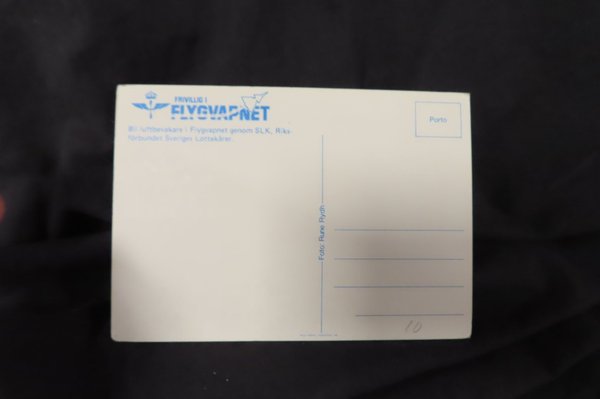 FRIVILLIG I
FLYGVAPNET
Bli luftbevakare i Flygvapnet genom SLK, Riks-
förbundet Sveriges Lottakårer.
Porto
Foto: Rune Rydh
10